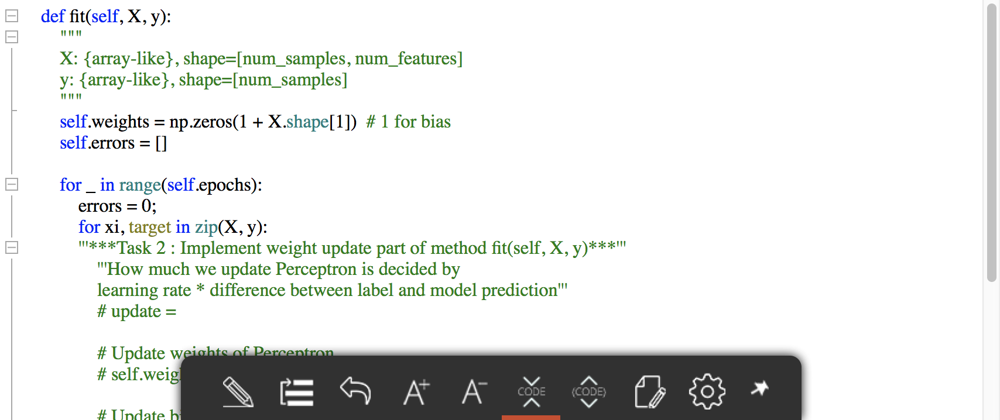 def fit(self, X, y):
"""
X: {array-like}, shape=[num_samples, num_features]
y: {array-like}, shape=[num_samples]
"""
self.weights = np.zeros(1 + X.shape[1])  # 1 for bias
self.errors = []
for _ in range(self.epochs):
errors = 0;
for xi, target in zip(X, y):
'''***Task 2 : Implement weight update part of method fit(self, X, y)***'''
'''How much we update Perceptron is decided by
learning rate * difference between label and model prediction'''
# update =
# Update weights of Perceptron
# self.weig
# Update b
A+ A- CODE (CODE)